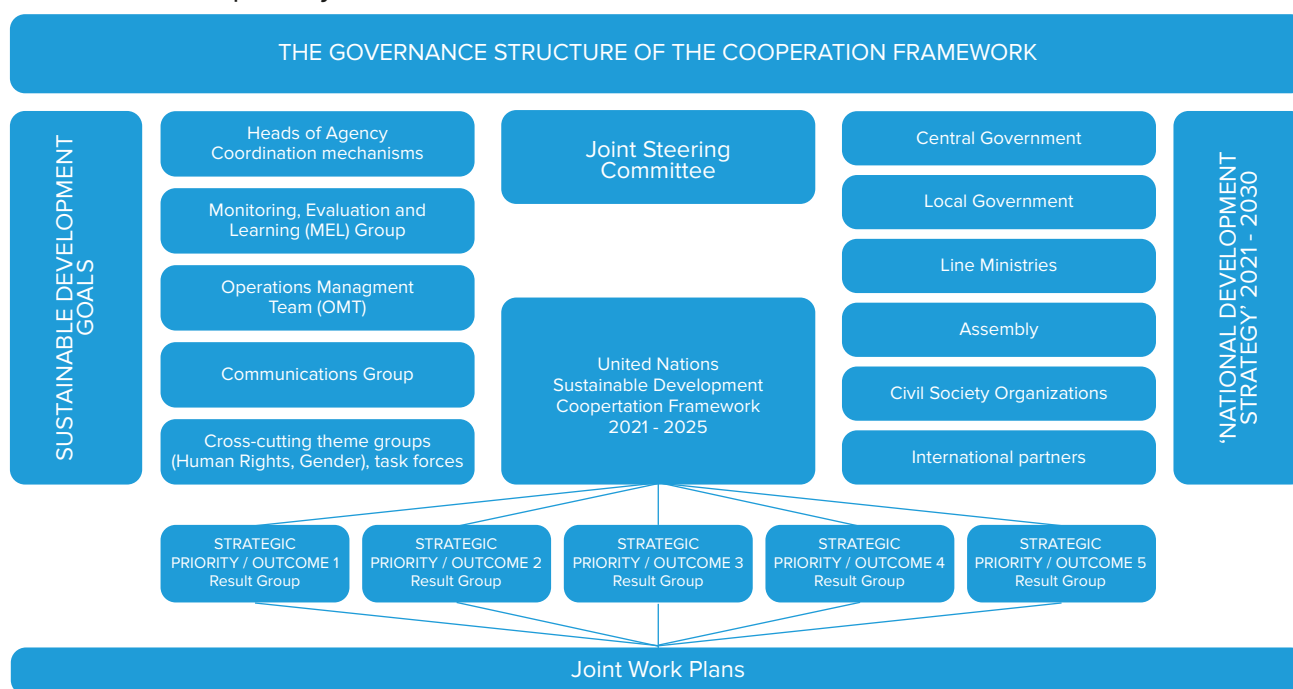 THE GOVERNANCE STRUCTURE OF THE COOPERATION FRAMEWORK
SUSTAINABLE DEVELOPMENT
GOALS
Heads of Agency
Coordination mechanisms
Monitoring, Evaluation and
Learning (MEL) Group
Operations Managment
Team (OMT)
Communications Group
Cross-cutting theme groups
(Human Rights, Gender), task forces
Joint Steering
Committee
United Nations
Sustainable Development
Coopertation Framework
2021 - 2025
Central Government
Local Government
Line Ministries
Assembly
Civil Society Organizations
International partners
‘NATIONAL DEVELOPMENT
STRATEGY’ 2021 - 2030
STRATEGIC
PRIORITY / OUTCOME 1
Result Group
STRATEGIC
PRIORITY / OUTCOME 2
Result Group
STRATEGIC
PRIORITY / OUTCOME 3
Result Group
STRATEGIC
PRIORITY / OUTCOME 4
Result Group
STRATEGIC
PRIORITY / OUTCOME 5
Result Group
Joint Work Plans